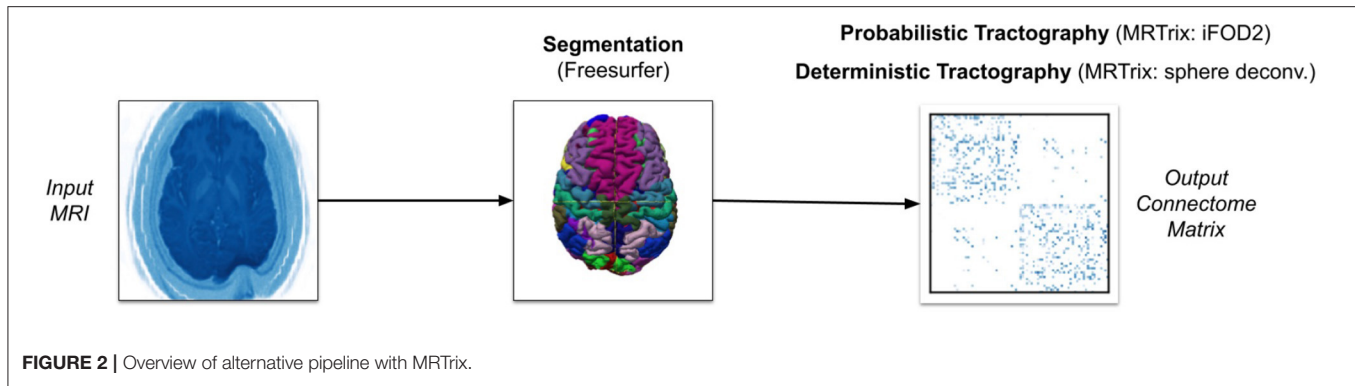 Segmentation
(Freesurfer)
Probabilistic Tractography (MRTrix: iFOD2)
Deterministic Tractography (MRTrix: sphere deconv.)
Input
MRI
Output
Connectome
Matrix
FIGURE 2 | Overview of alternative pipeline with MRTrix.